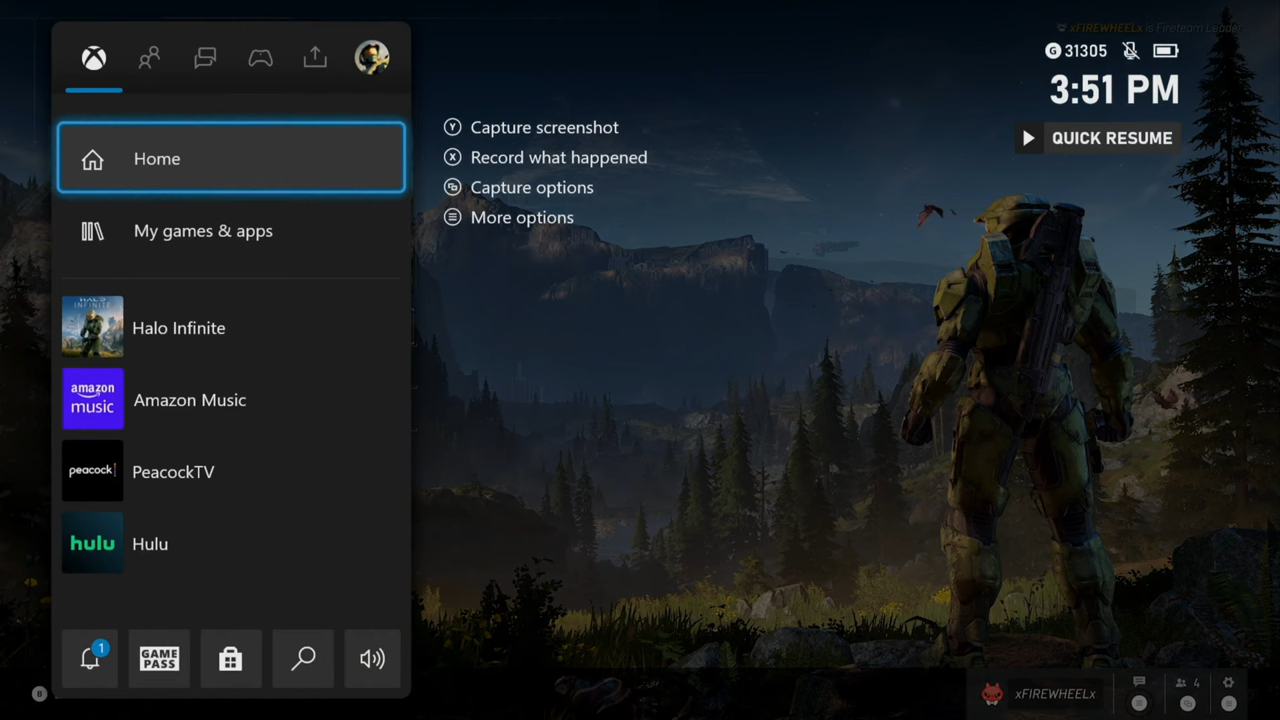 xFIREWHEELx is Fireteam Leader
G 31305
3:51 PM
QUICK RESUME
Home
My games & apps
Y Capture screenshot
X Record what happened
Capture options
More options
HALO INFINITE
Halo Infinite
amazon music
Amazon Music
peacock
PeacockTV
hulu
Hulu
1
GAME PASS
B
xFIREWHEELx
4